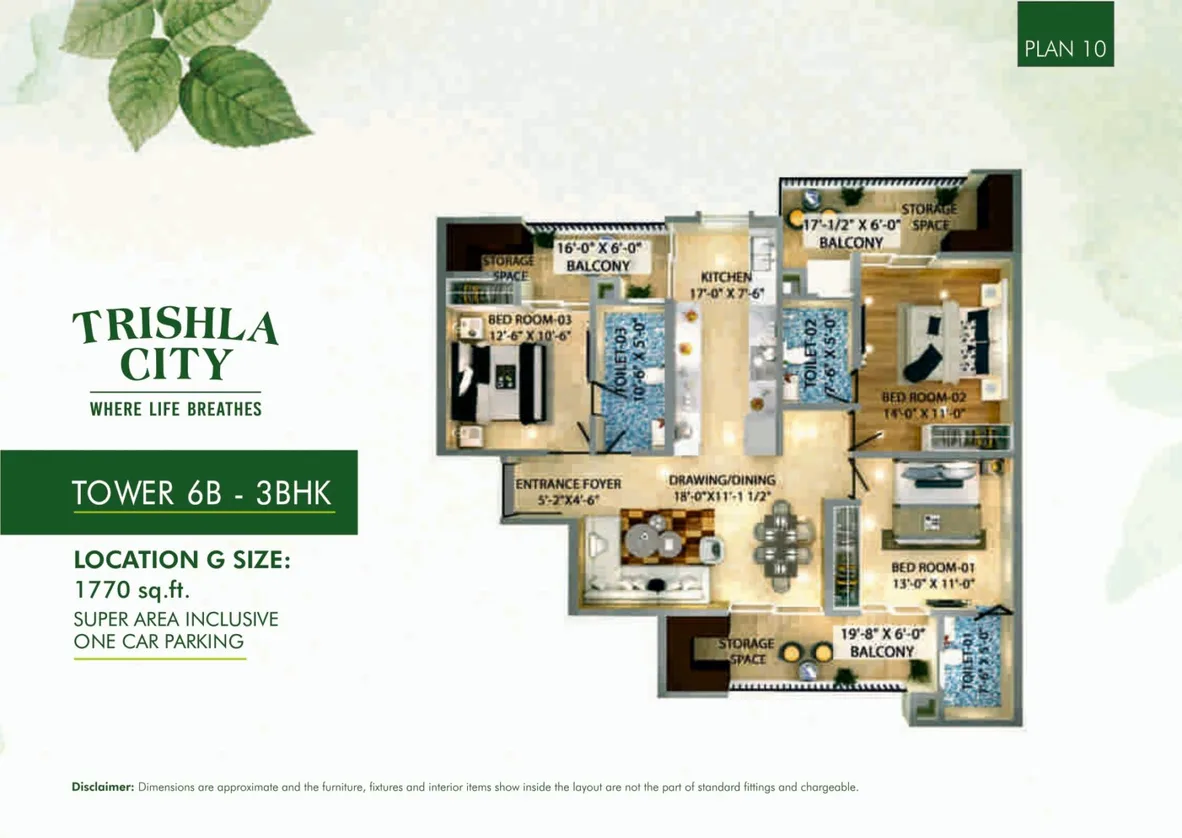 PLAN 10
STORAGE
SPACE
17'-1/2" X 6'-0"
BALCONY
16'-0" X 6'-0"
BALCONY
STORAGE
SPACE
KITCHEN
17'-0" X 7'-6"
BED ROOM-03
12'-6" X 10'-6"
TOILET-03
10'-6" X 5'-0"
TOILET-02
7'-6" X 5'-0"
BED ROOM-02
14'-0" X 11'-0"
TRISHLA
CITY
WHERE LIFE BREATHES
TOWER 6B - 3BHK
ENTRANCE FOYER
5'-2"X4'-6"
DRAWING/DINING
18'-0"X11'-1 1/2"
BED ROOM-01
13'-0" X 11'-0"
LOCATION G SIZE:
1770 sq.ft.
SUPER AREA INCLUSIVE
ONE CAR PARKING
STORAGE
SPACE
19'-8" X 6'-0"
BALCONY
TOILET-01
7'-6" X 5'-0"
Disclaimer: Dimensions are approximate and the furniture, fixtures and interior items show inside the layout are not the part of standard fittings and chargeable.